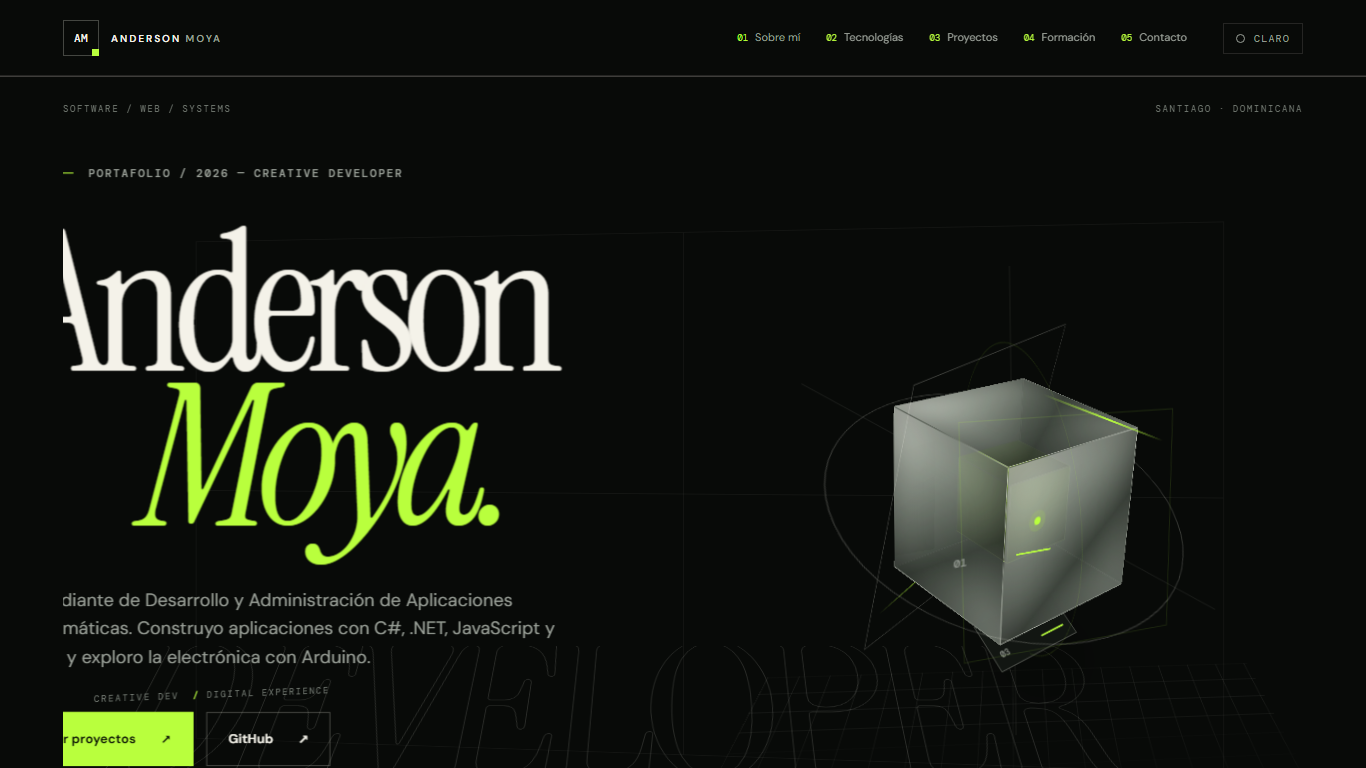 AM
ANDERSON MOYA
01 Sobre mí
02 Tecnologías
03 Proyectos
04 Formación
05 Contacto
CLARO
SOFTWARE / WEB / SYSTEMS
SANTIAGO · DOMINICANA
— PORTAFOLIO / 2026 — CREATIVE DEVELOPER
Anderson
Moya.
diante de Desarrollo y Administración de Aplicaciones
máticas. Construyo aplicaciones con C#, .NET, JavaScript y
y exploro la electrónica con Arduino.
01
03
CREATIVE DEV / DIGITAL EXPERIENCE
r proyectos ↗
GitHub ↗
DEVELOPER